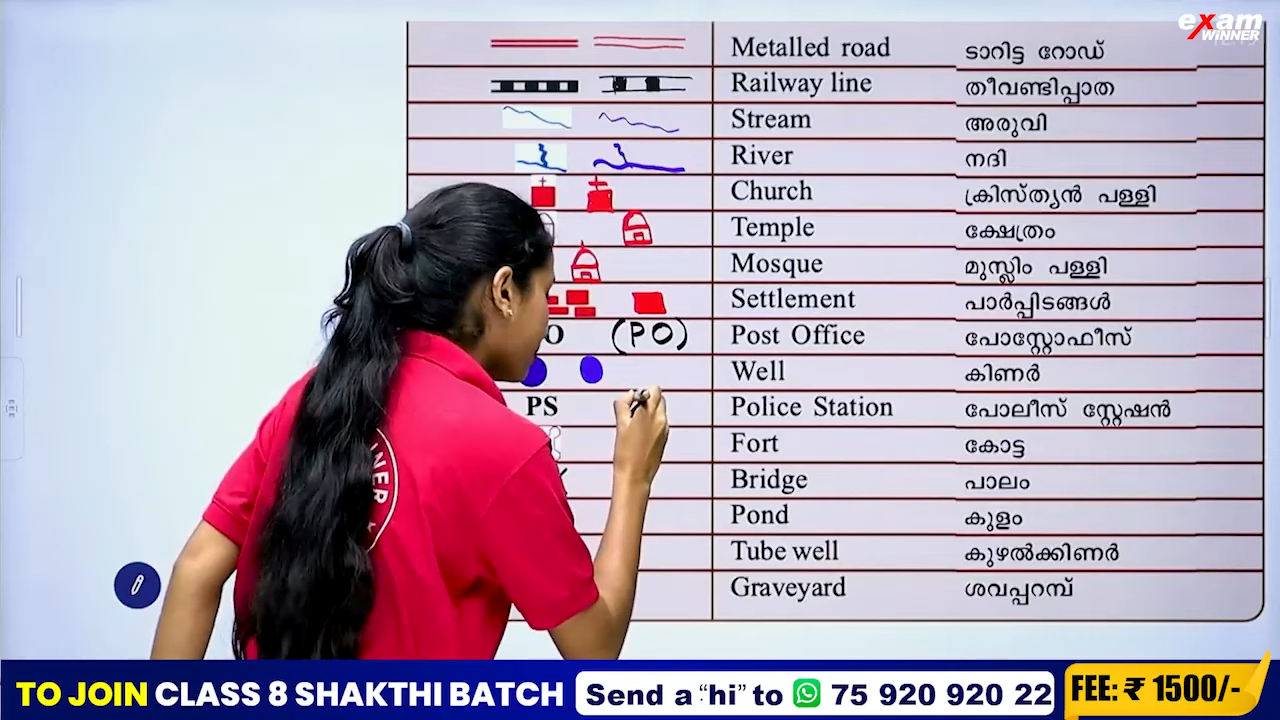 exam
WINNER
Metalled road ടാറിട്ട റോഡ്
Railway line തീവണ്ടിപ്പാത
Stream അരുവി
River നദി
Church ക്രിസ്ത്യൻ പള്ളി
Temple ക്ഷേത്രം
Mosque മുസ്ലിം പള്ളി
Settlement പാർപ്പിടങ്ങൾ
O (PO) Post Office പോസ്റ്റോഫീസ്
Well കിണർ
PS Police Station പോലീസ് സ്റ്റേഷൻ
Fort കോട്ട
Bridge പാലം
Pond കുളം
Tube well കുഴൽക്കിണർ
Graveyard ശവപ്പറമ്പ്
INER
TO JOIN CLASS 8 SHAKTHI BATCH Send a “hi” to 75 920 920 22 FEE: ₹ 1500/-